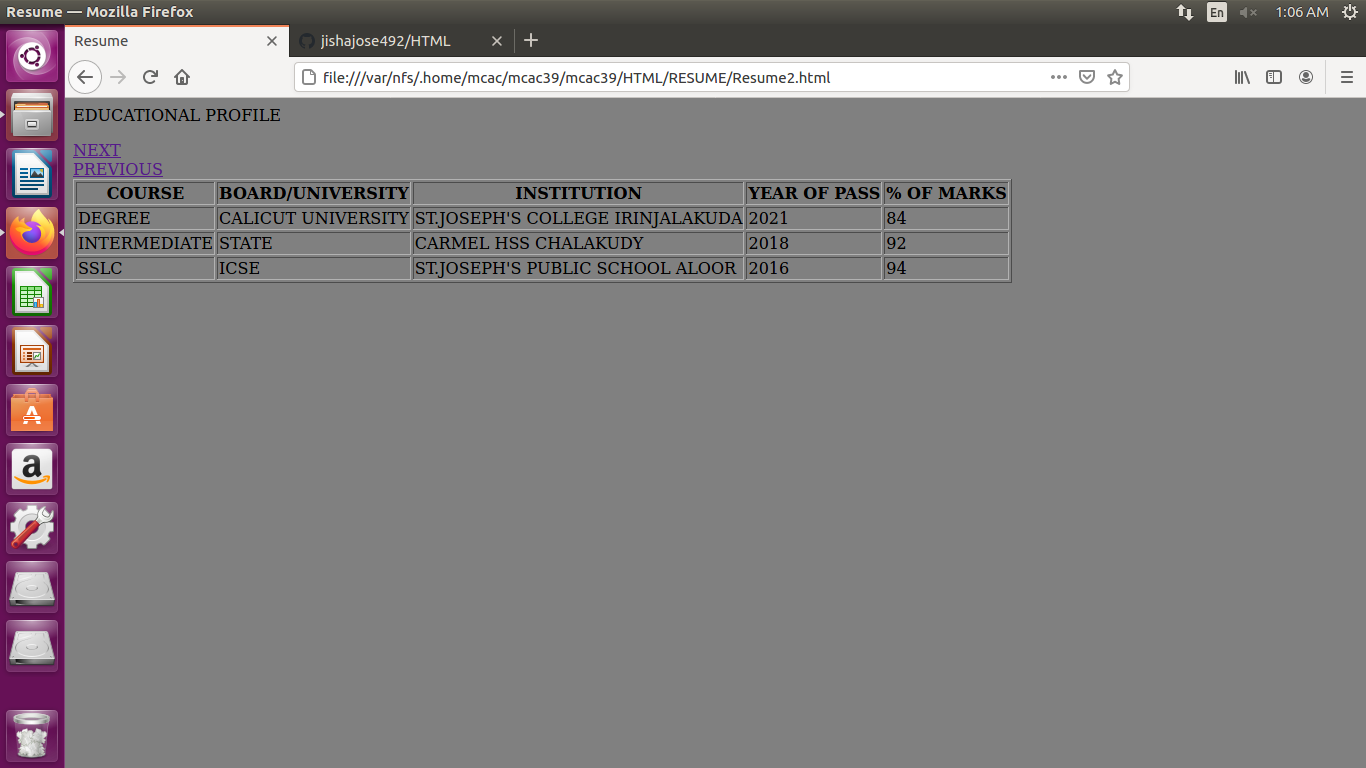 Resume — Mozilla Firefox
En
1:06 AM
Resume
jishajose492/HTML
file:///var/nfs/.home/mcac/mcac39/mcac39/HTML/RESUME/Resume2.html
EDUCATIONAL PROFILE
NEXT
PREVIOUS
COURSE BOARD/UNIVERSITY INSTITUTION YEAR OF PASS % OF MARKS
DEGREE CALICUT UNIVERSITY ST.JOSEPH'S COLLEGE IRINJALAKUDA 2021 84
INTERMEDIATE STATE CARMEL HSS CHALAKUDY 2018 92
SSLC ICSE ST.JOSEPH'S PUBLIC SCHOOL ALOOR 2016 94
A
a